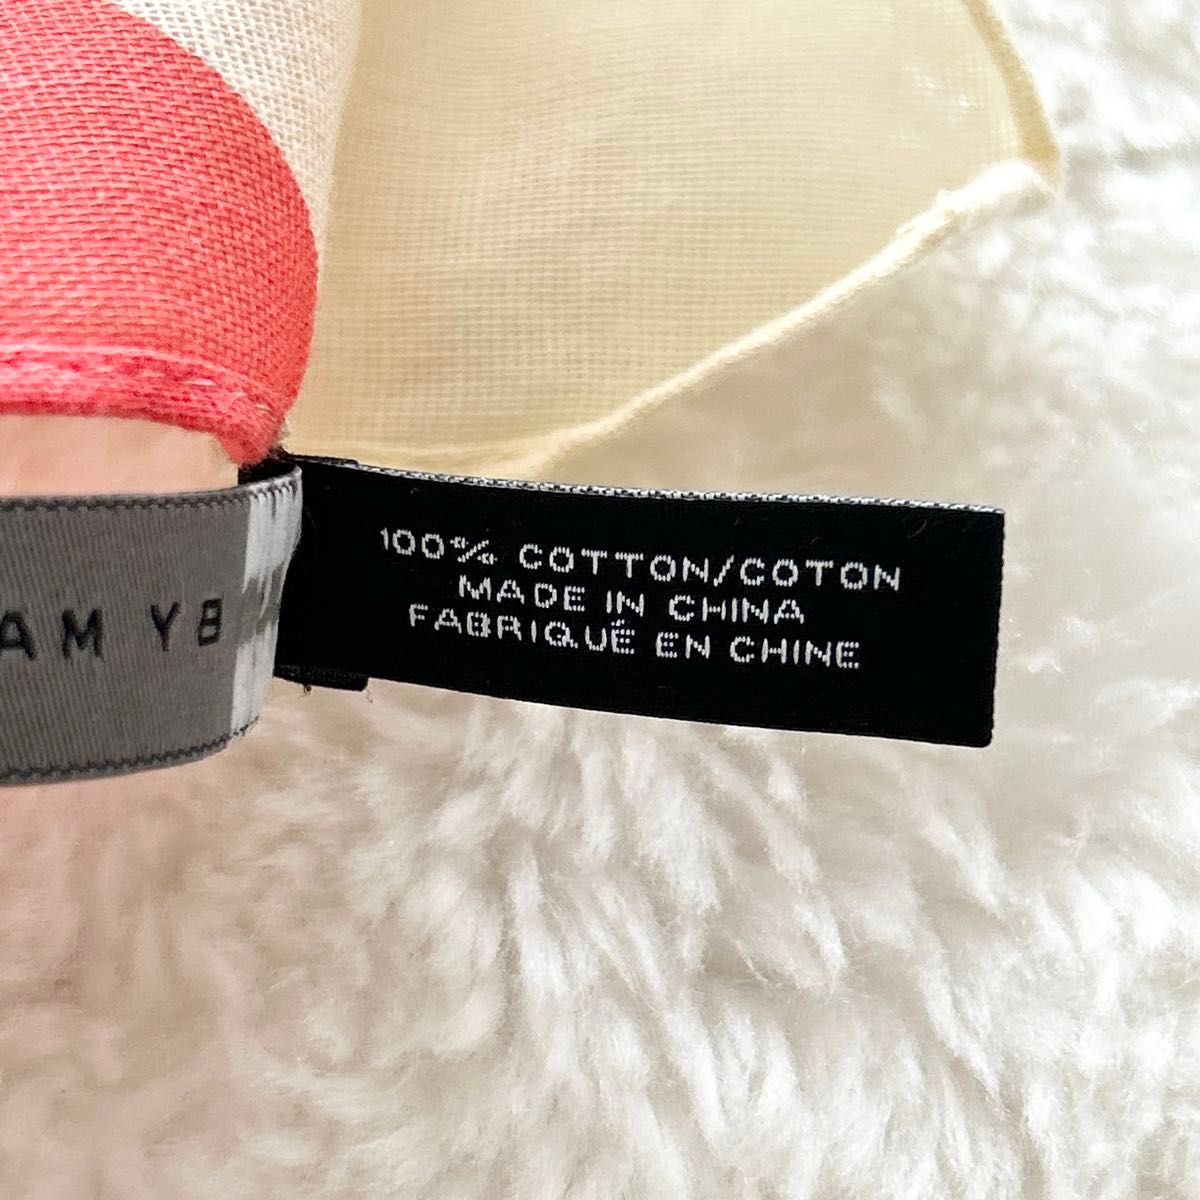 AM YB
100% COTTON/COTON
MADE IN CHINA
FABRIQUÉ EN CHINE